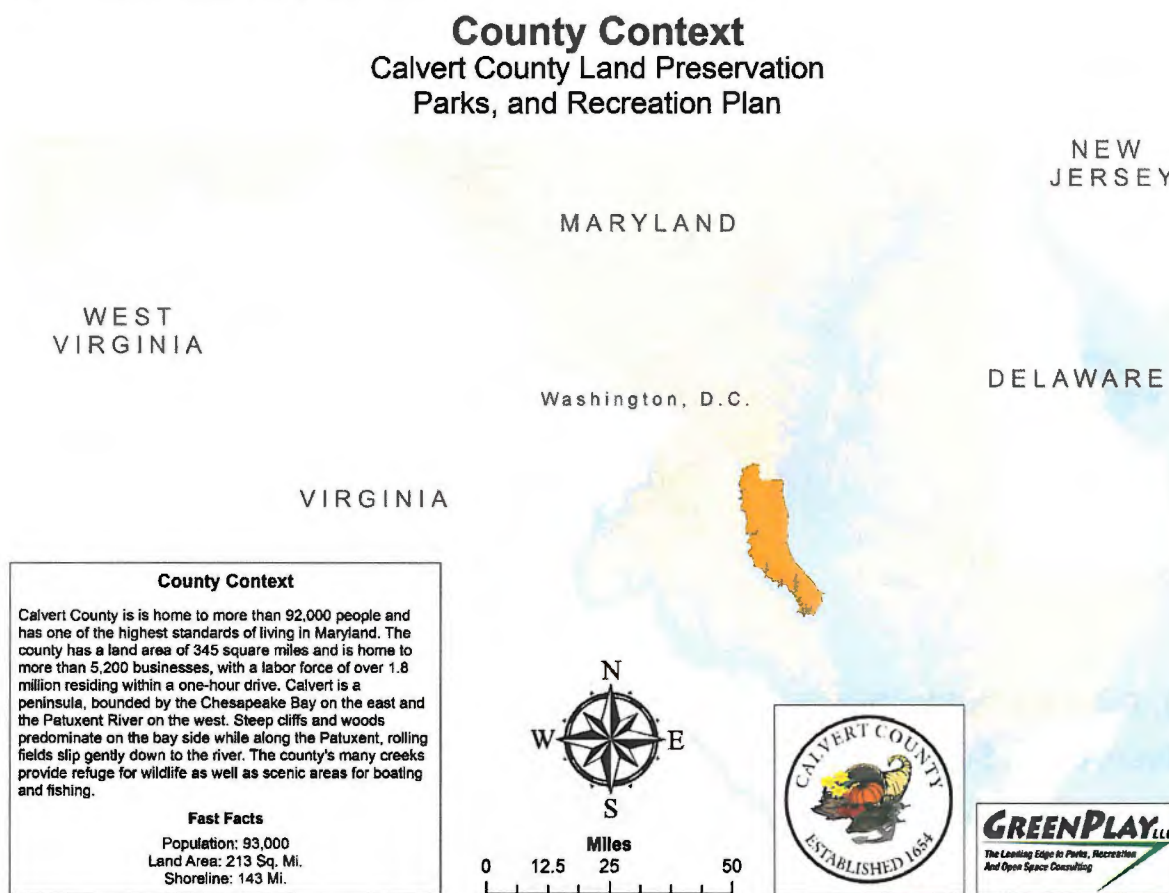 County Context
Calvert County Land Preservation
Parks, and Recreation Plan
NEW
JERSEY
MARYLAND
WEST
VIRGINIA
DELAWARE
Washington, D.C.
VIRGINIA
County Context
Calvert County is is home to more than 92,000 people and
has one of the highest standards of living in Maryland. The
county has a land area of 345 square miles and is home to
more than 5,200 businesses, with a labor force of over 1.8
million residing within a one-hour drive. Calvert is a
peninsula, bounded by the Chesapeake Bay on the east and
the Patuxent River on the west. Steep cliffs and woods
predominate on the bay side while along the Patuxent, rolling
fields slip gently down to the river. The county's many creeks
provide refuge for wildlife as well as scenic areas for boating
and fishing.
Fast Facts
Population: 93,000
Land Area: 213 Sq. Mi.
Shoreline: 143 Mi.
N
W
E
S
Miles
0 12.5 25 50
CALVERT COUNTY
ESTABLISHED 1654
GREENPLAY LLC
The Leading Edge In Parks, Recreation
And Open Space Consulting